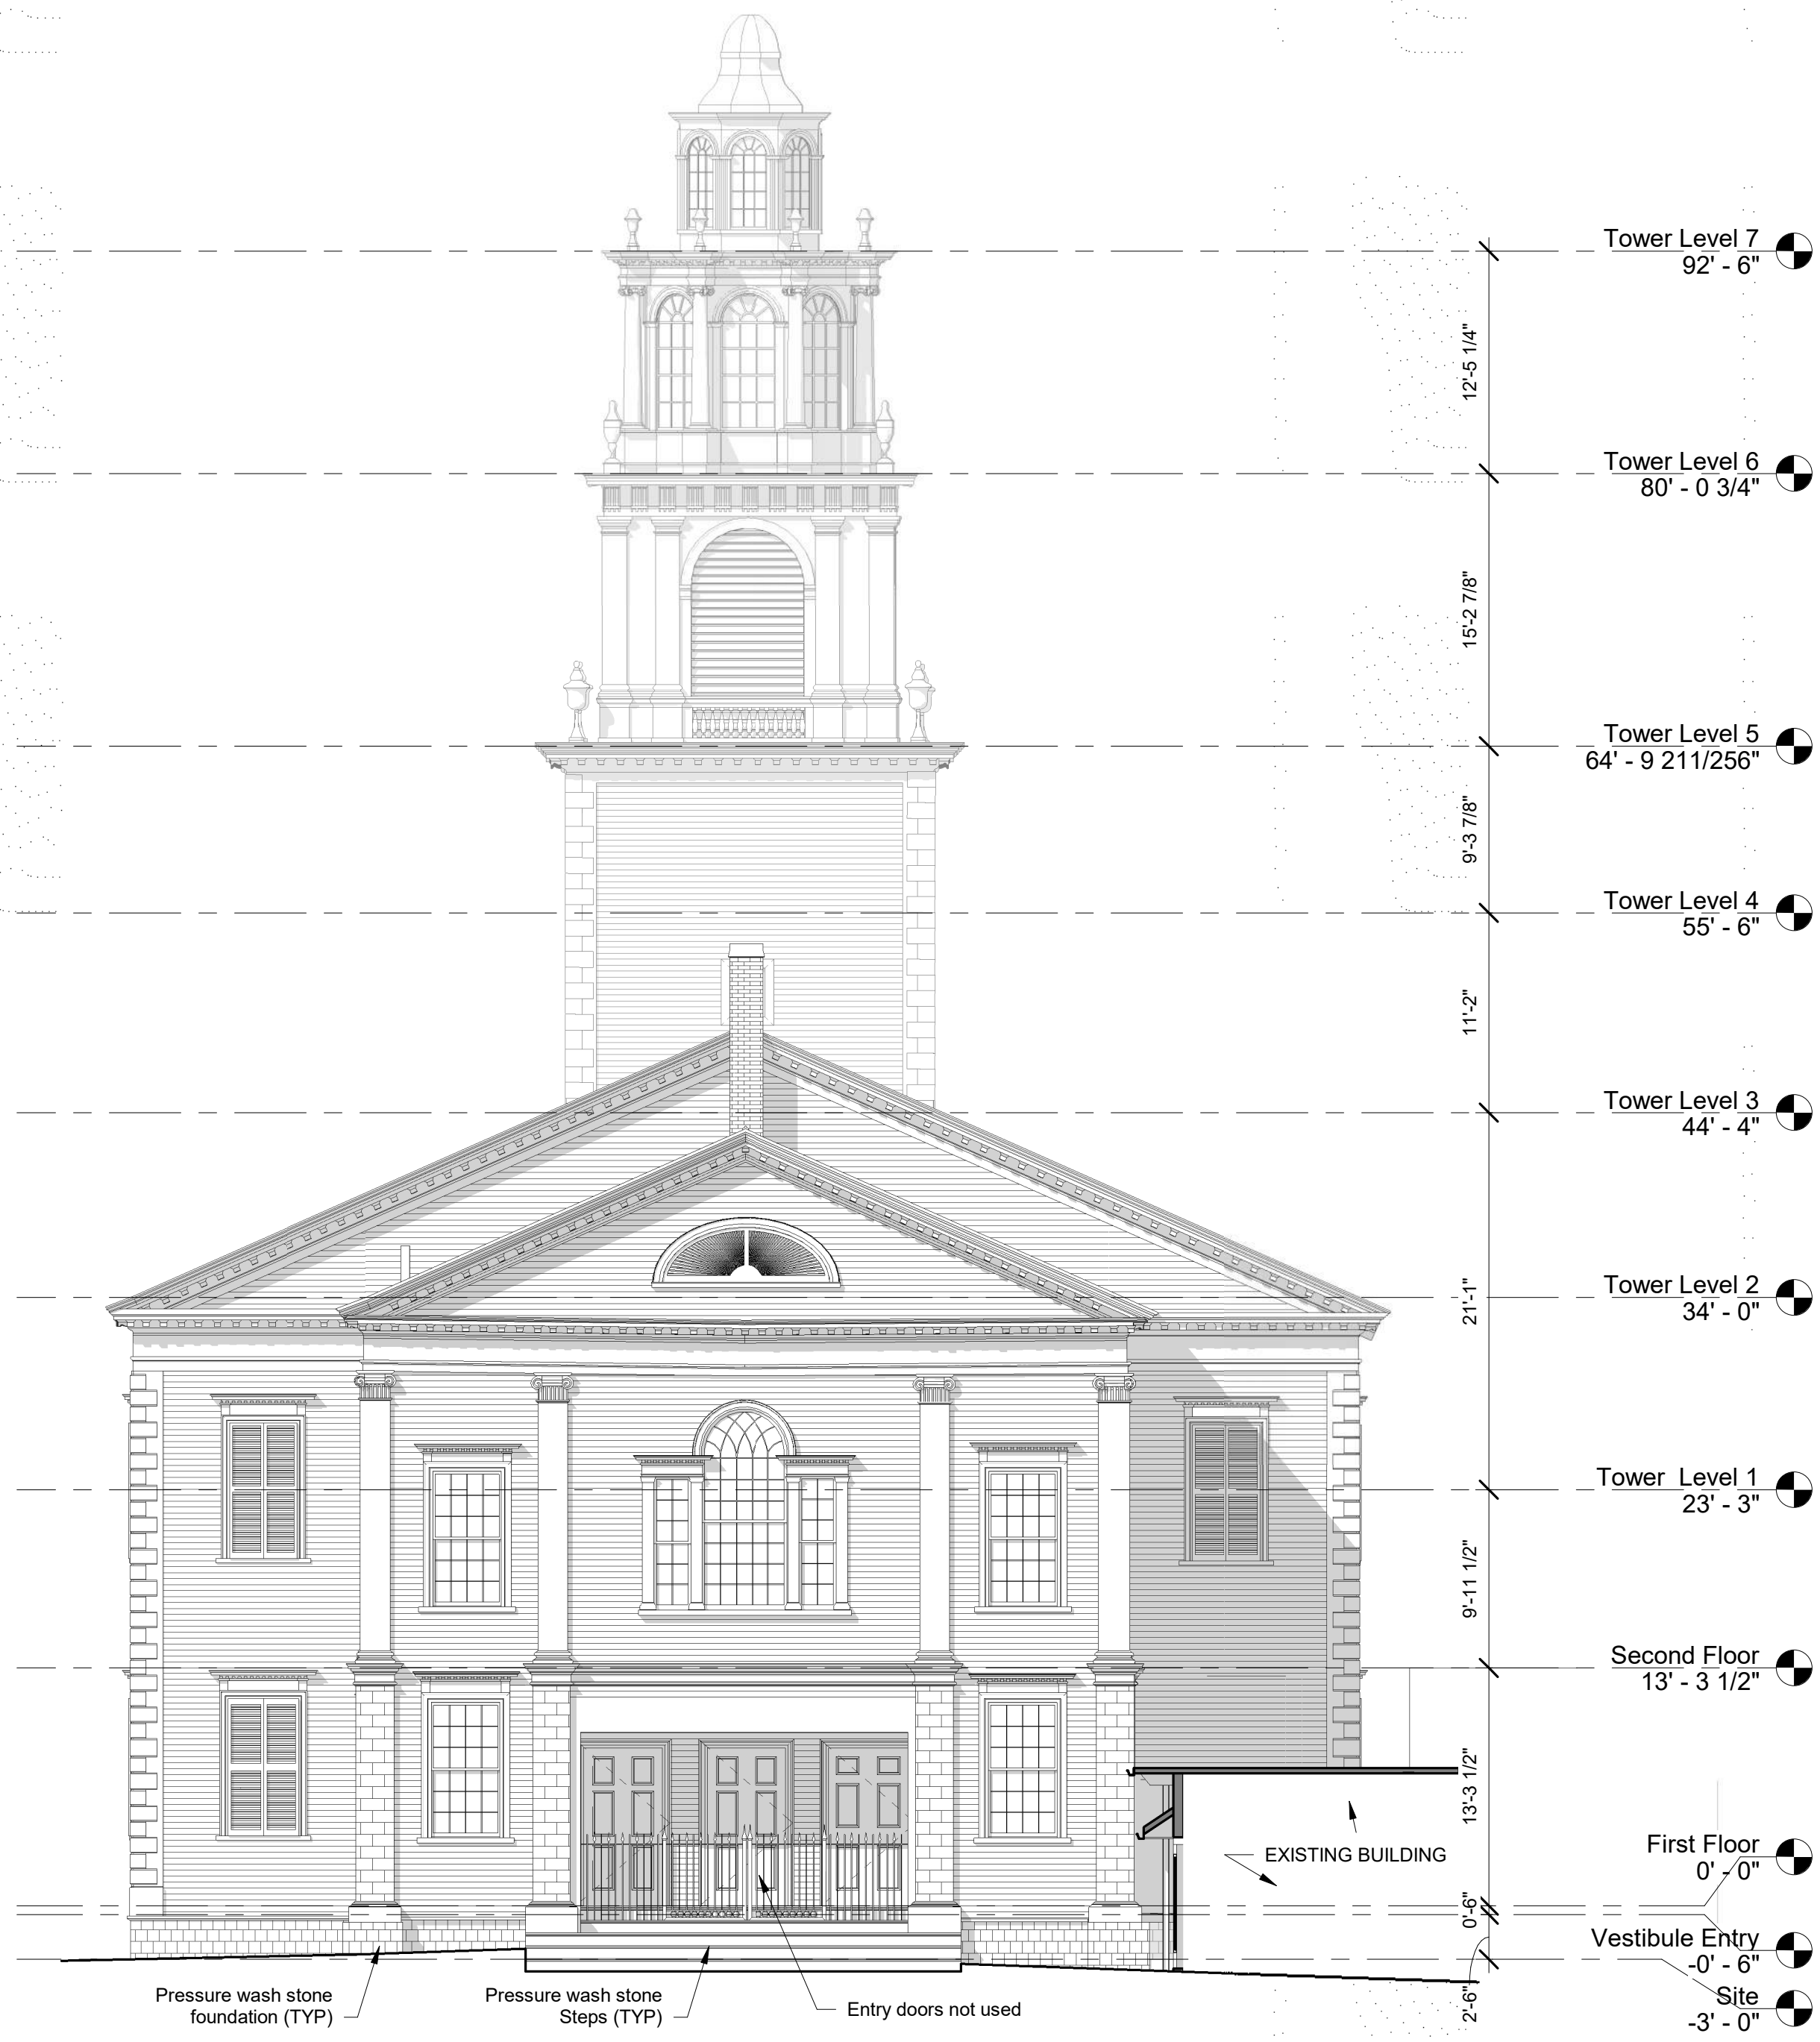 Tower Level 7
92' - 6"
12'-5 1/4"
Tower Level 6
80' - 0 3/4"
15'-2 7/8"
Tower Level 5
64' - 9 211/256"
9'-3 7/8"
Tower Level 4
55' - 6"
11'-2"
Tower Level 3
44' - 4"
21'-1"
Tower Level 2
34' - 0"
Tower Level 1
23' - 3"
9'-11 1/2"
Second Floor
13' - 3 1/2"
13'-3 1/2"
EXISTING BUILDING
First Floor
0' - 0"
0'-6"
Vestibule Entry
-0' - 6"
2'-6"
Site
-3' - 0"
Pressure wash stone
foundation (TYP)
Pressure wash stone
Steps (TYP)
Entry doors not used